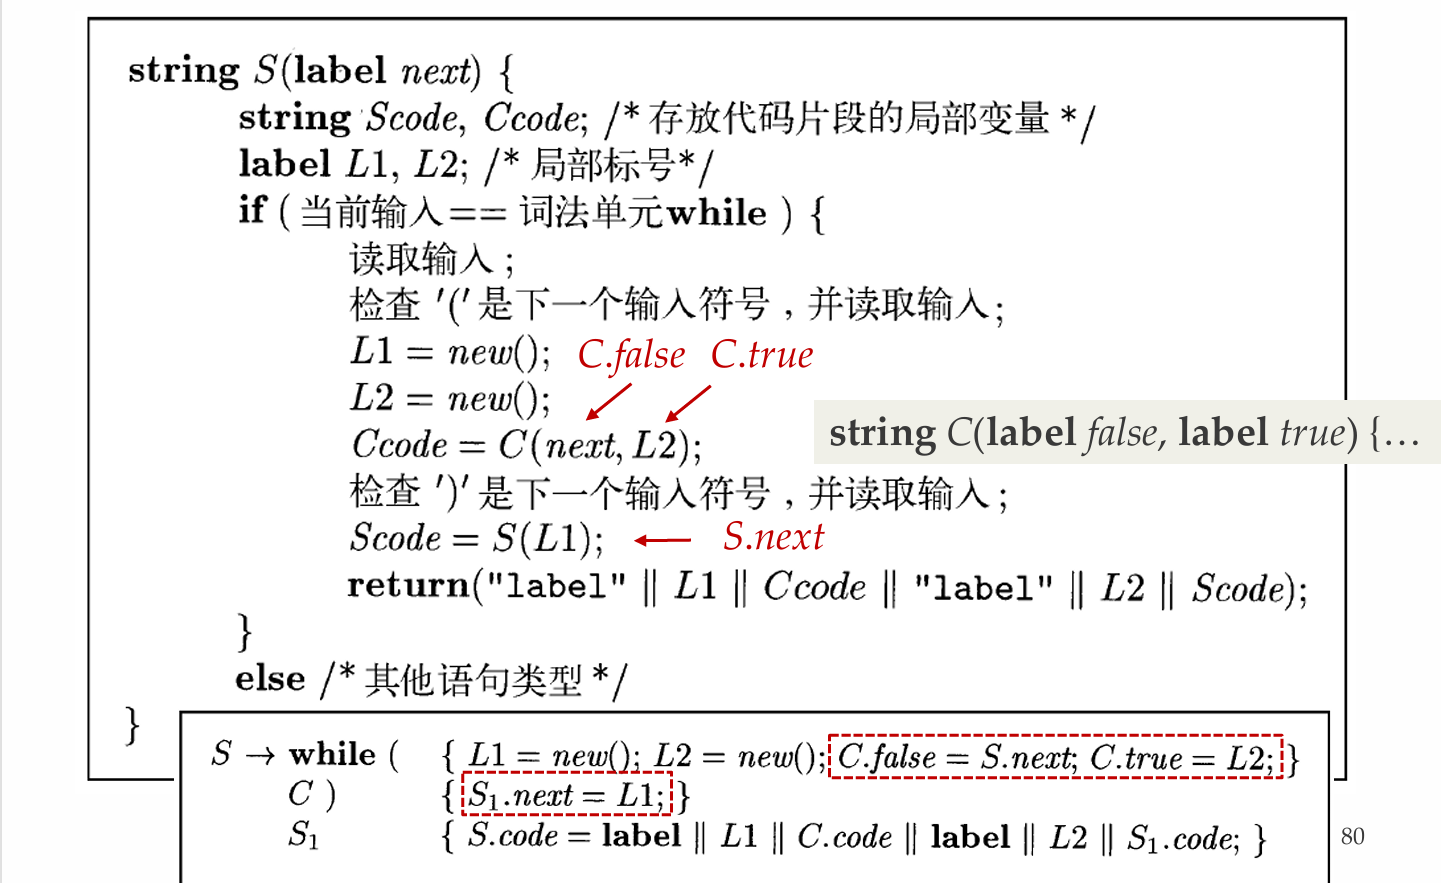 string S(label next) {
string Scode, Ccode; /* 存放代码片段的局部变量 */
label L1, L2; /* 局部标号*/
if ( 当前输入== 词法单元while ) {
读取输入 ;
检查 '(' 是下一个输入符号 , 并读取输入 ;
L1 = new(); C.false C.true
L2 = new();
Ccode = C(next, L2);
string C(label false, label true) {…
检查 ')' 是下一个输入符号 , 并读取输入 ;
Scode = S(L1); S.next
return("label" || L1 || Ccode || "label" || L2 || Scode);
}
else /* 其他语句类型 */
}
S → while ( { L1 = new(); L2 = new(); C.false = S.next; C.true = L2; }
C ) { S₁.next = L1; }
S₁ { S.code = label || L1 || C.code || label || L2 || S₁.code; }
80